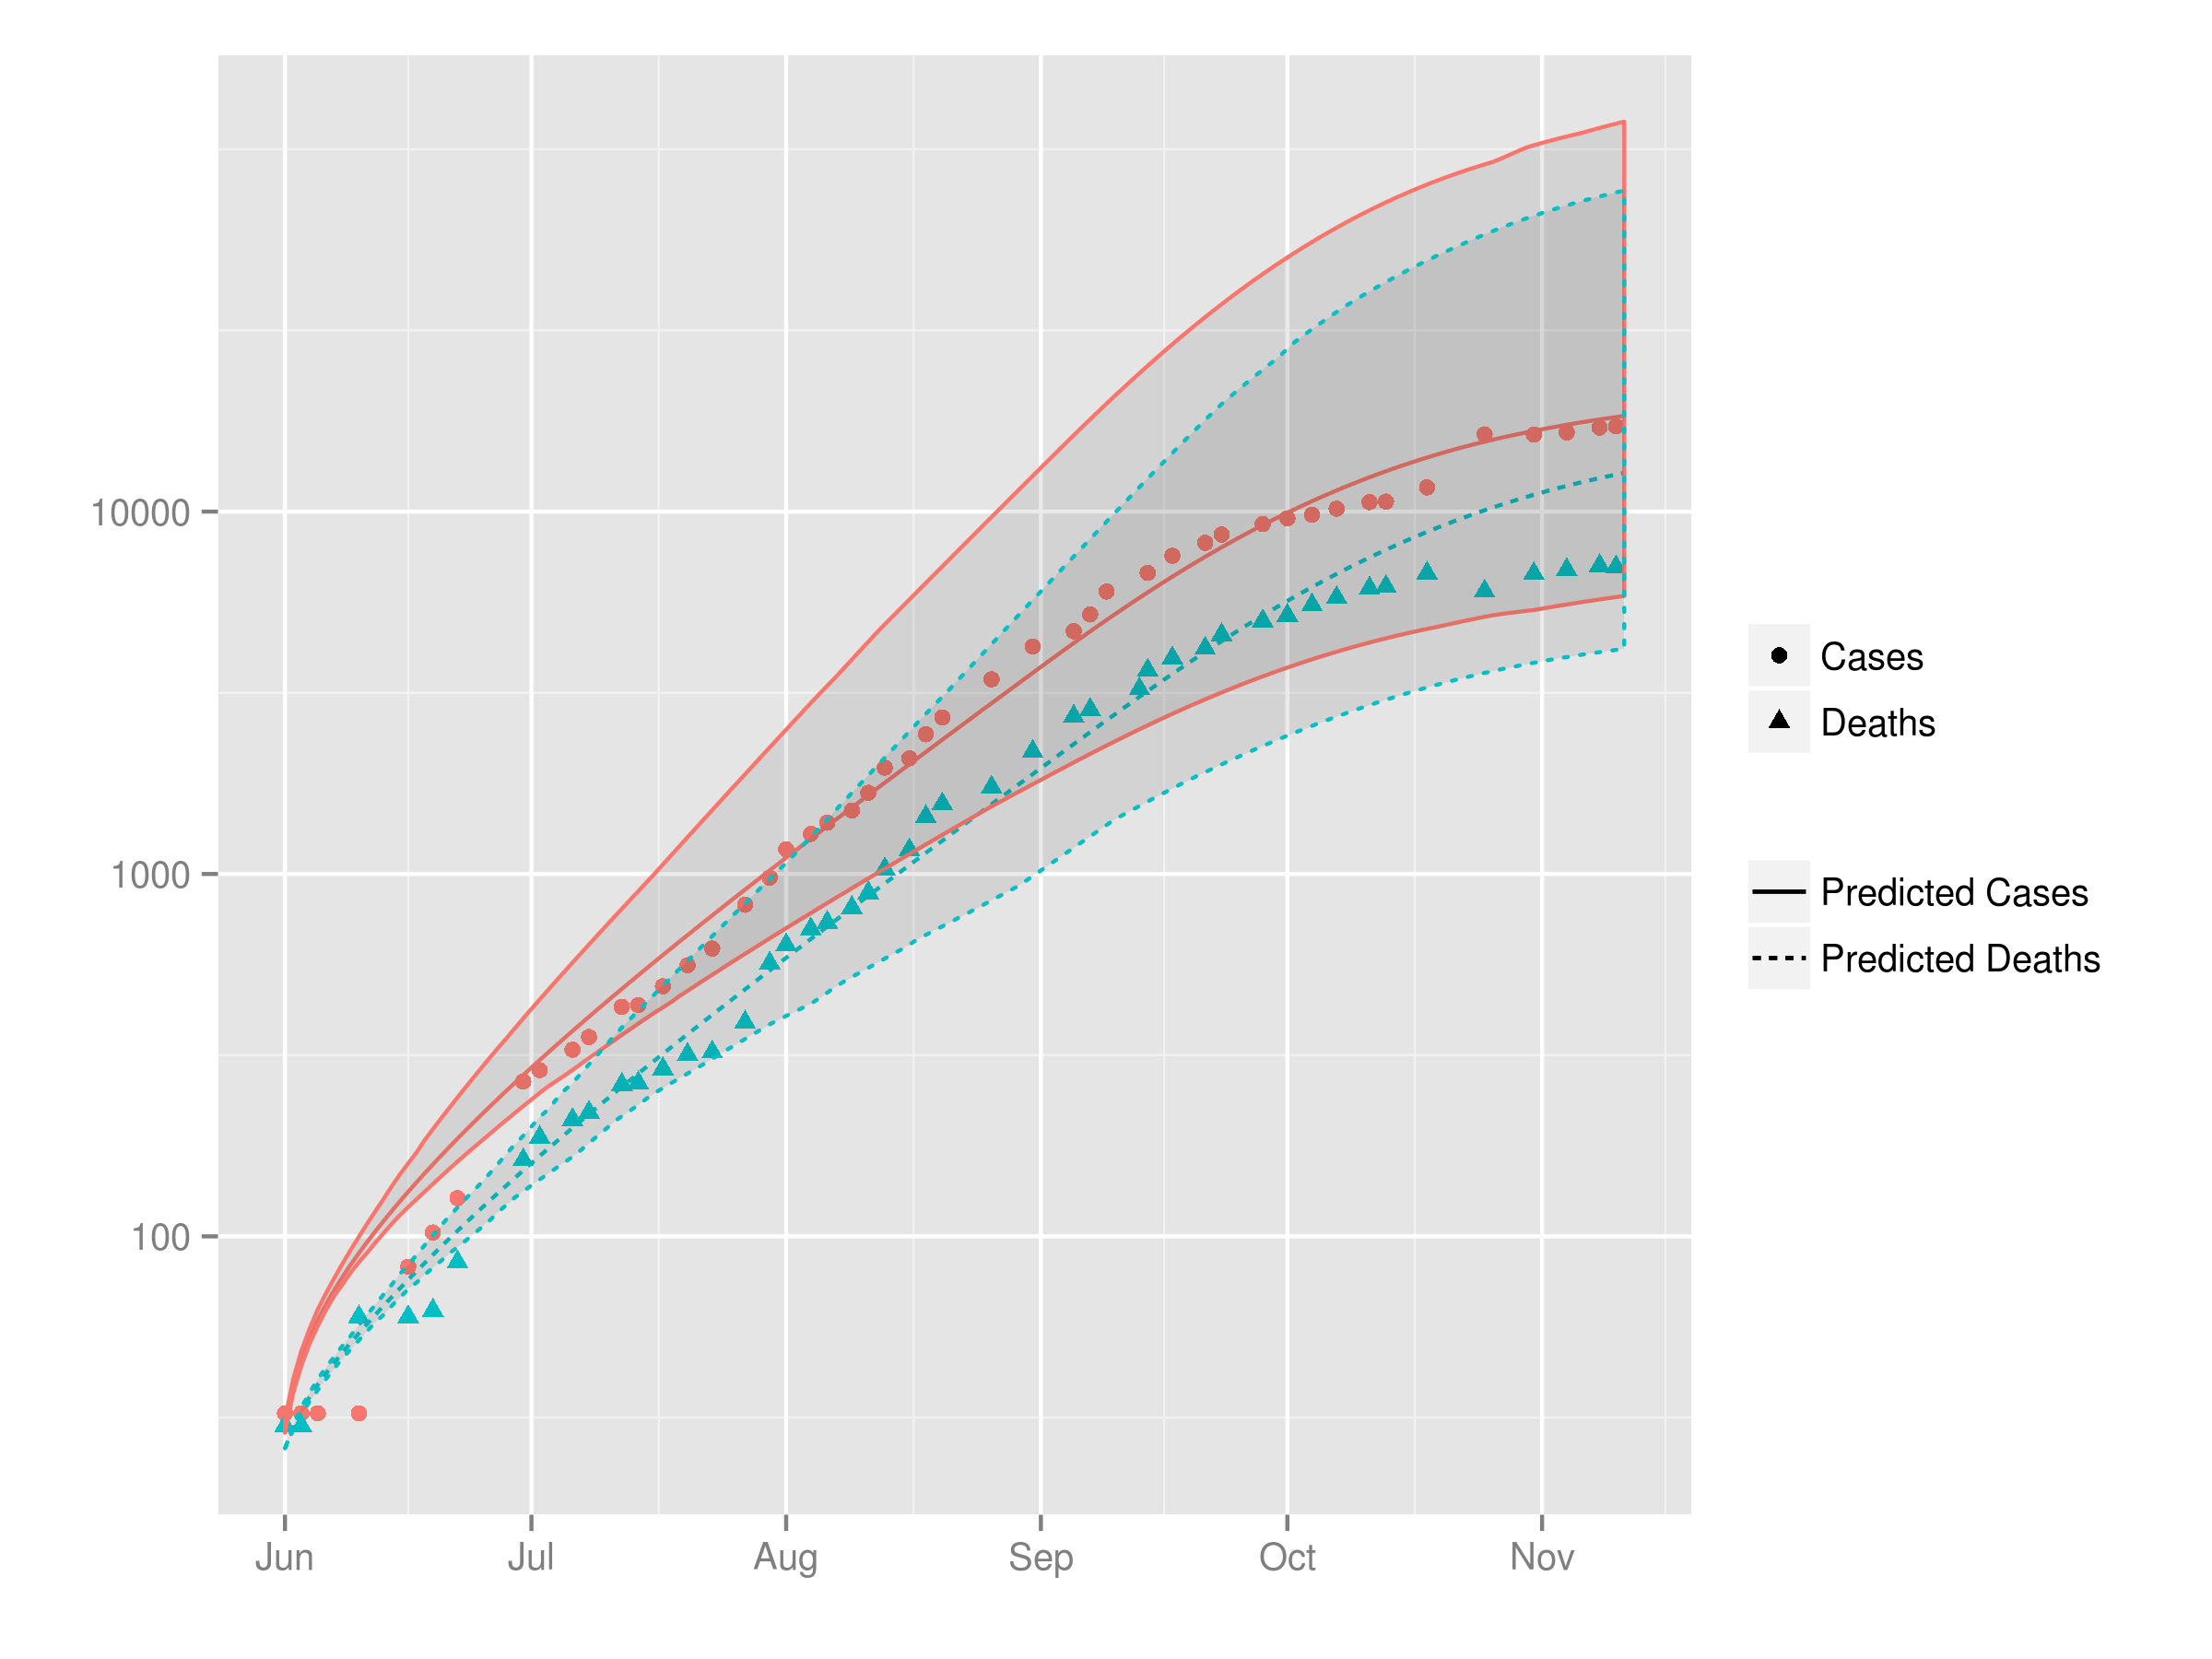 10000
1000
100
Jun Jul Aug Sep Oct Nov
Cases
Deaths
Predicted Cases
Predicted Deaths